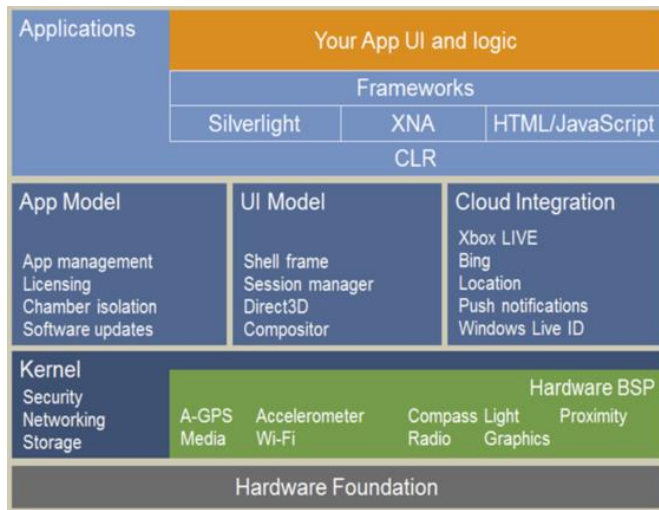 Applications
Your App UI and logic
Frameworks
Silverlight
XNA
HTML/JavaScript
CLR
App Model
App management
Licensing
Chamber isolation
Software updates
UI Model
Shell frame
Session manager
Direct3D
Compositor
Cloud Integration
Xbox LIVE
Bing
Location
Push notifications
Windows Live ID
Kernel
Security
Networking
Storage
Hardware BSP
A-GPS Accelerometer Compass Light Proximity
Media Wi-Fi Radio Graphics
Hardware Foundation